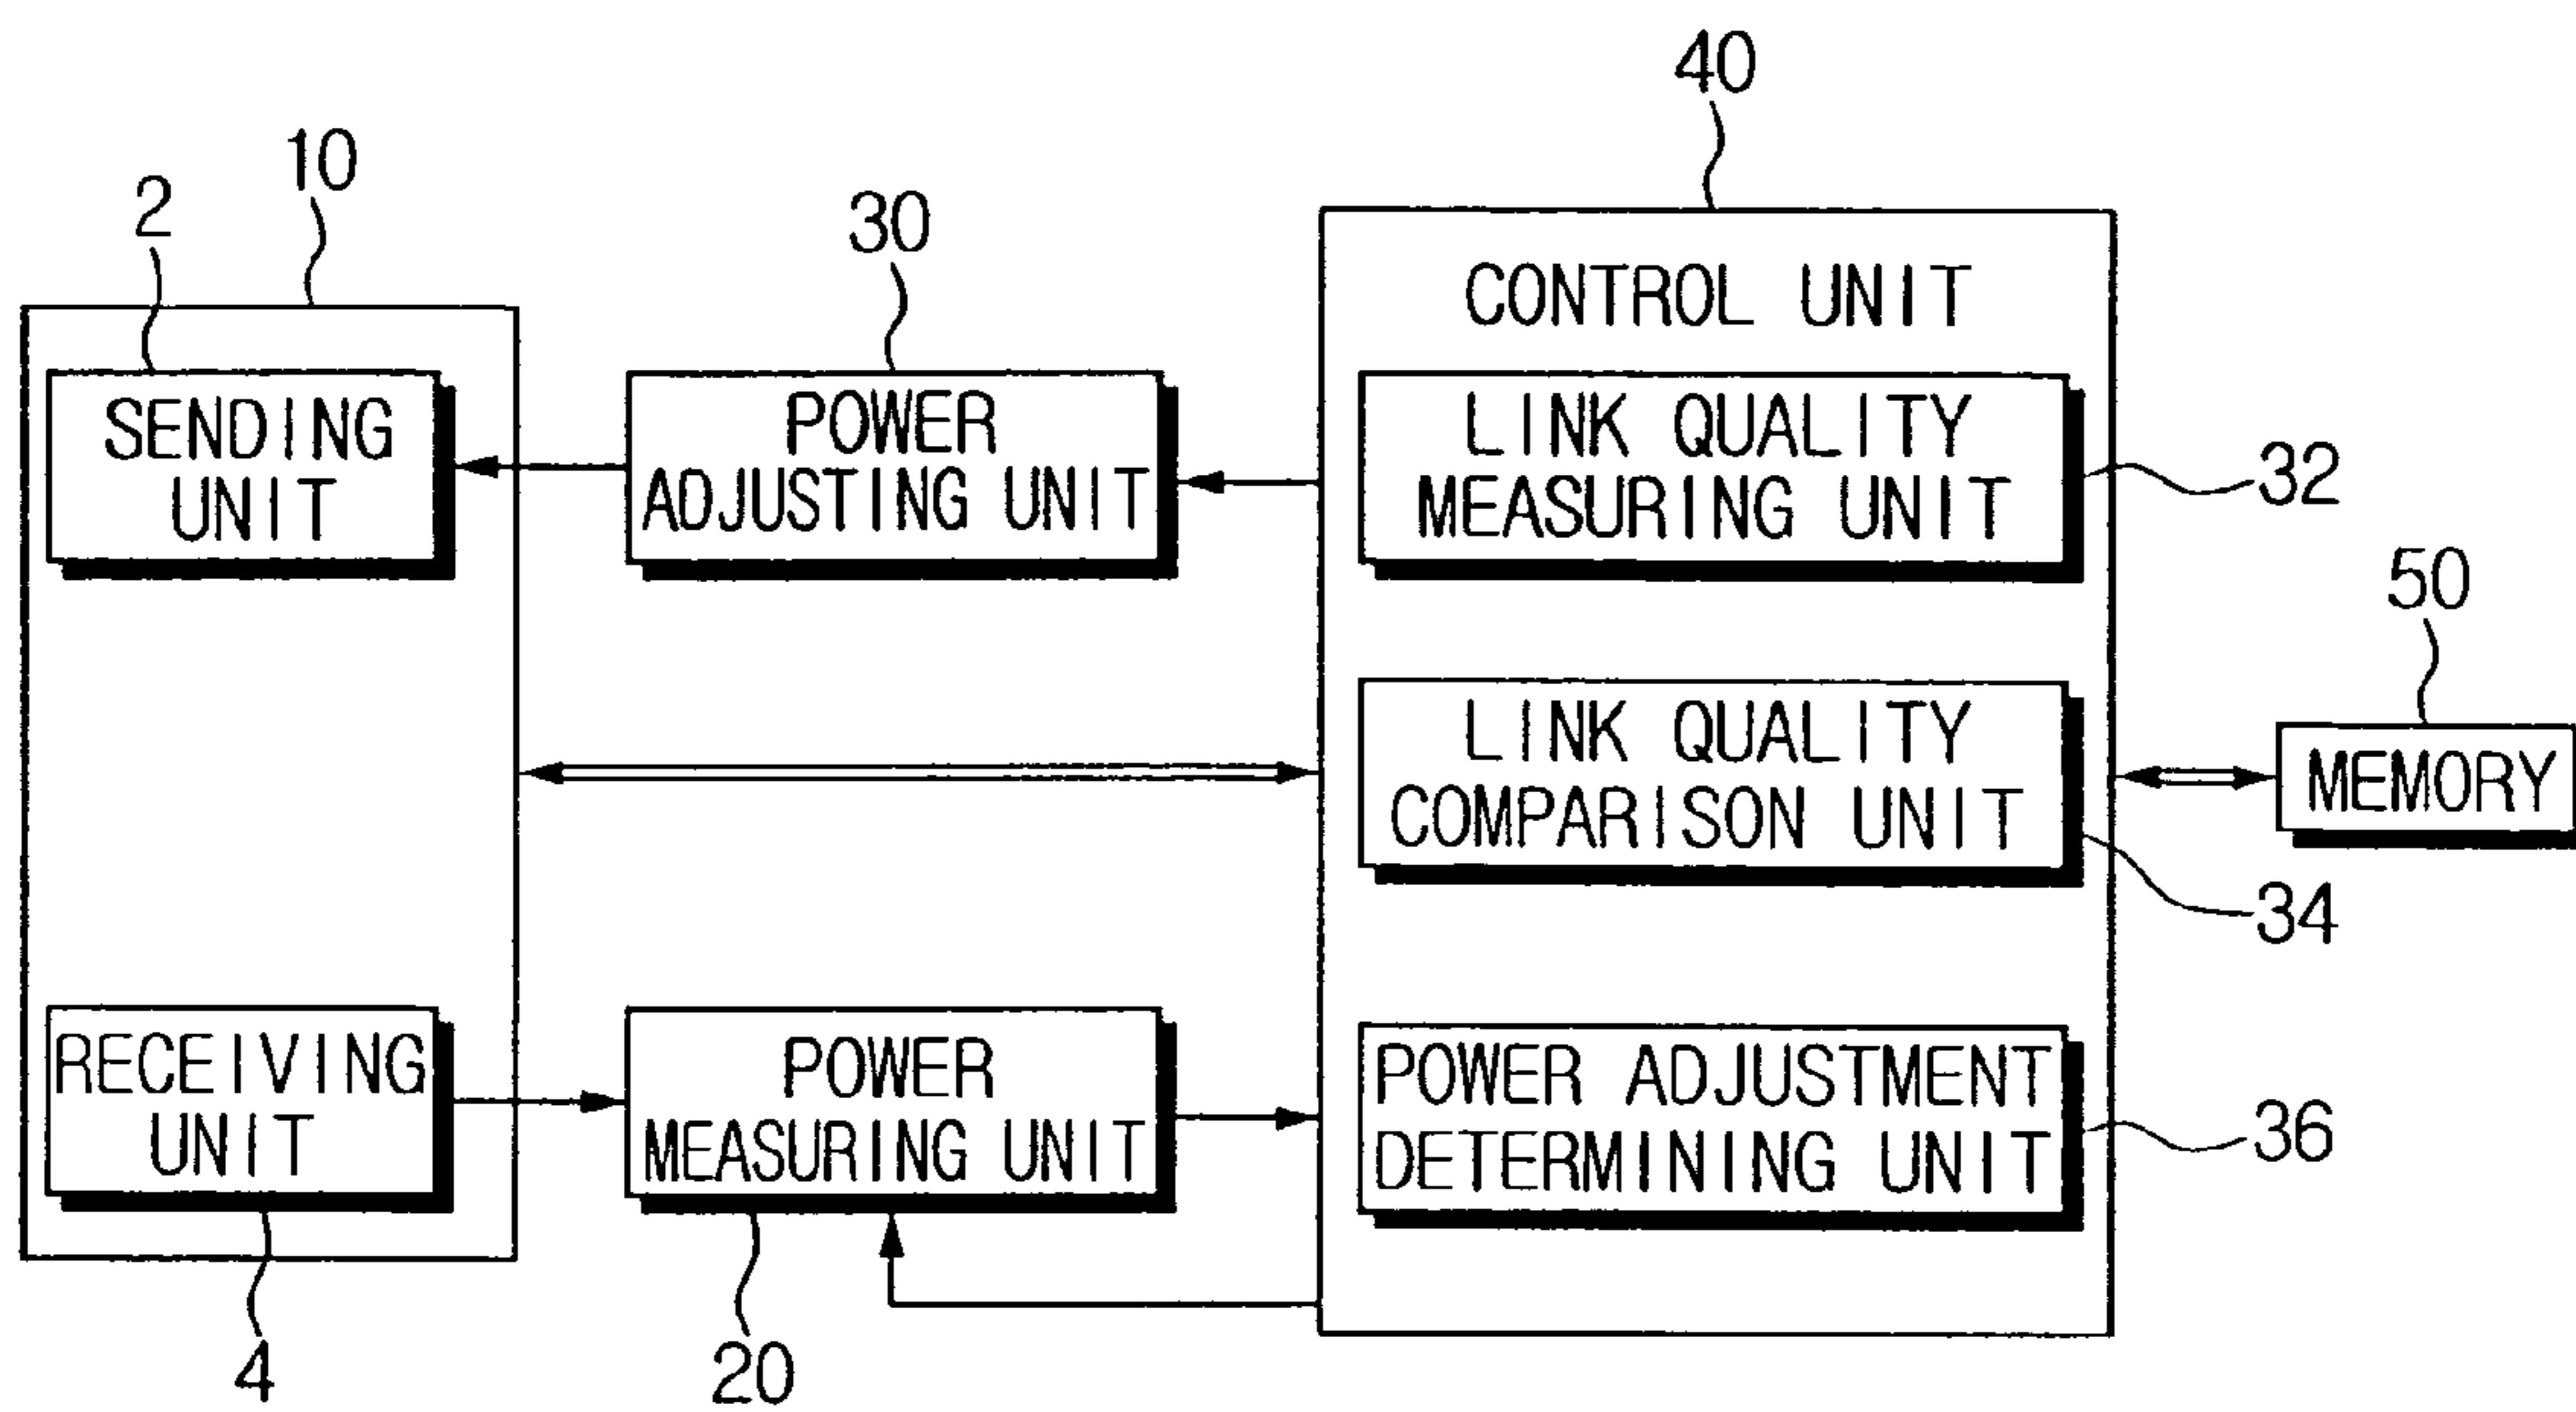 40
10
2
30
CONTROL UNIT
SENDING
UNIT
POWER
ADJUSTING UNIT
LINK QUALITY
MEASURING UNIT
32
50
LINK QUALITY
COMPARISON UNIT
MEMORY
34
RECEIVING
UNIT
POWER
MEASURING UNIT
POWER ADJUSTMENT
DETERMINING UNIT
36
4
20